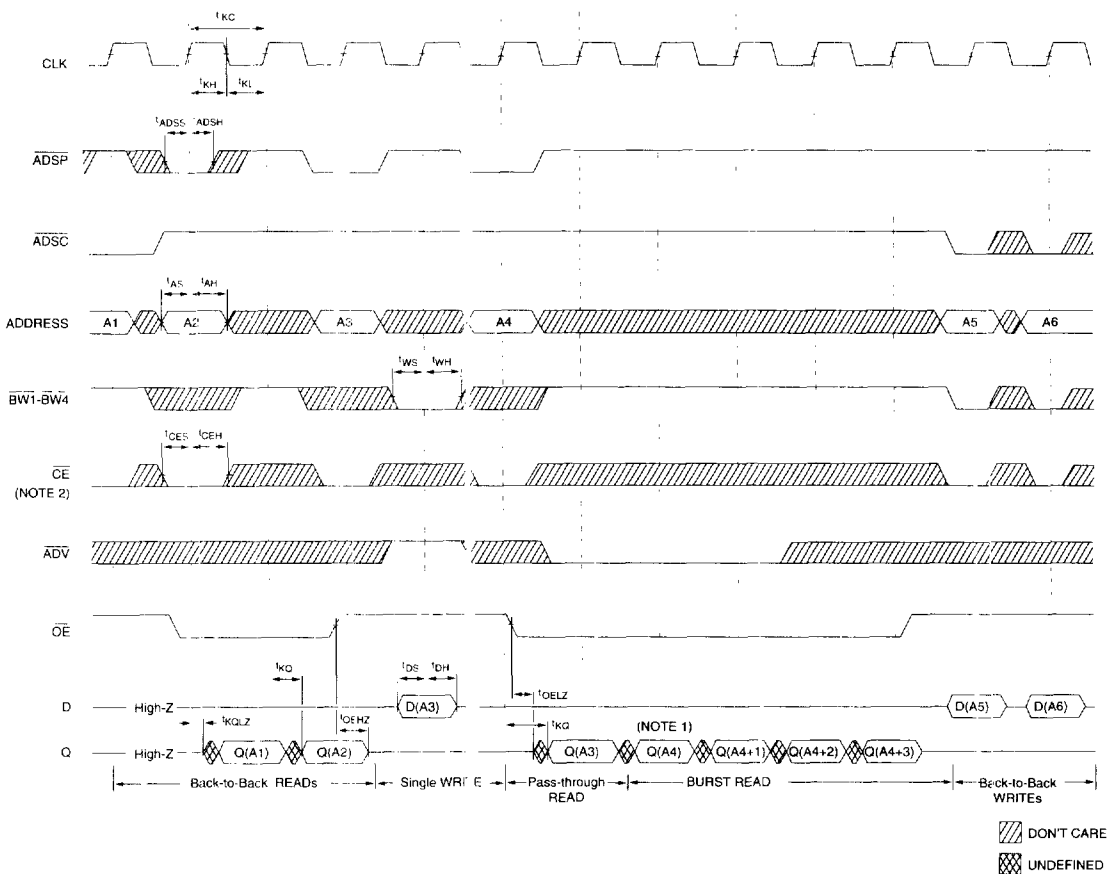 tKC
CLK
tKH tKL
tADSS tADSH
ADSP
ADSC
tAS tAH
ADDRESS A1 A2 A3 A4 A5 A6
tWS tWH
BW1-BW4
tCES tCEH
CE
(NOTE 2)
ADV
OE
tKQ tDS tDH tOELZ
D High-Z D(A3) D(A5) D(A6)
tKQLZ tOEHZ tKQ (NOTE 1)
Q High-Z Q(A1) Q(A2) Q(A3) Q(A4) Q(A4+1) Q(A4+2) Q(A4+3)
Back-to-Back READs Single WRITE Pass-through READ BURST READ Back-to-Back WRITEs
DON'T CARE
UNDEFINED